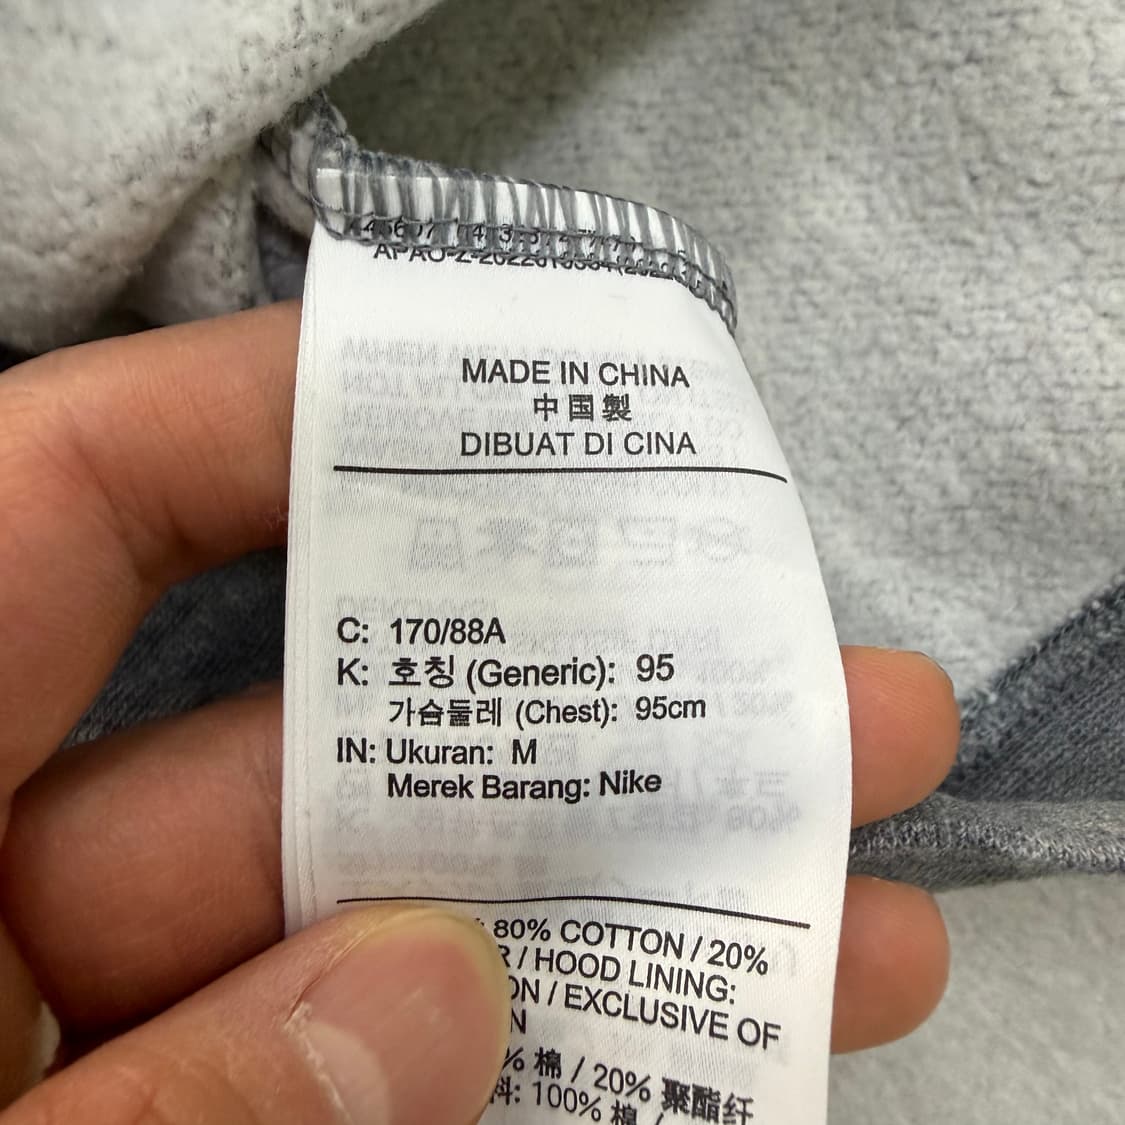 MADE IN CHINA
中国製
DIBUAT DI CINA
C: 170/88A
K: 호칭 (Generic): 95
가슴둘레 (Chest): 95cm
IN: Ukuran: M
Merek Barang: Nike
80% COTTON / 20%
/ HOOD LINING:
/ EXCLUSIVE OF
% 棉 / 20% 聚酯纤
料: 100% 棉 /